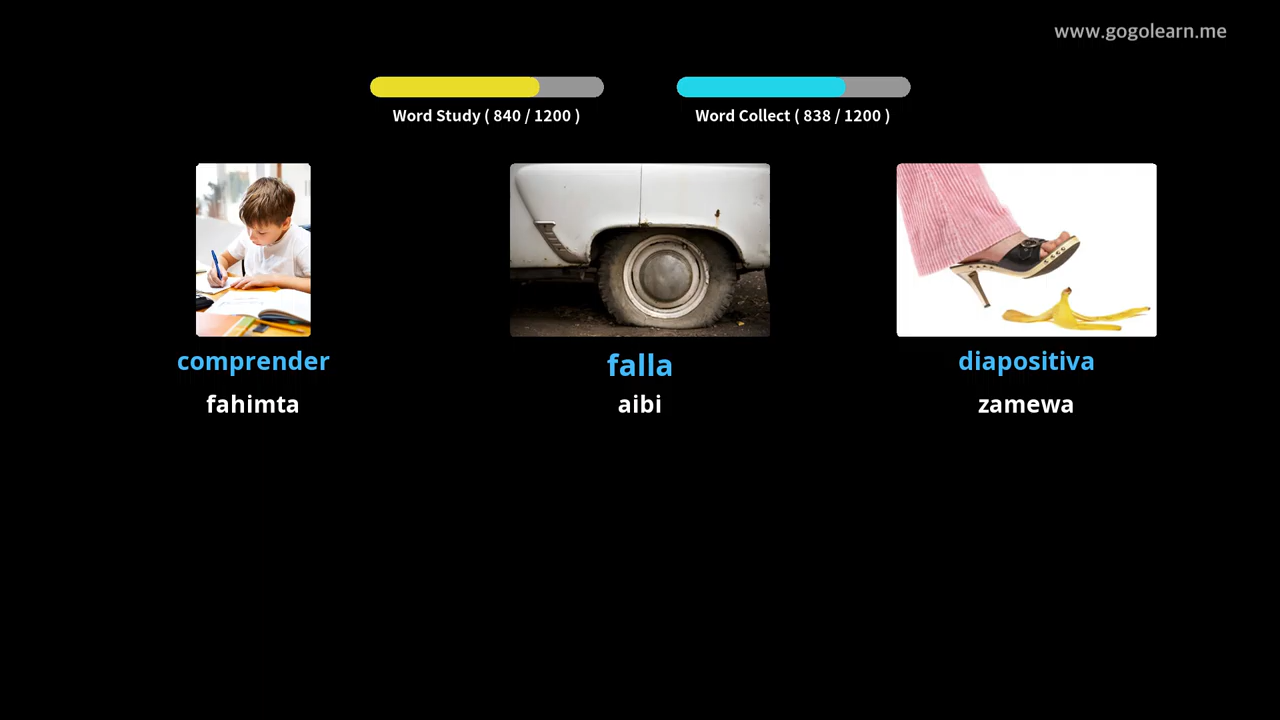 www.gogolearn.me
Word Study ( 840 / 1200 )
Word Collect ( 838 / 1200 )
comprender
fahimta
falla
aibi
diapositiva
zamewa